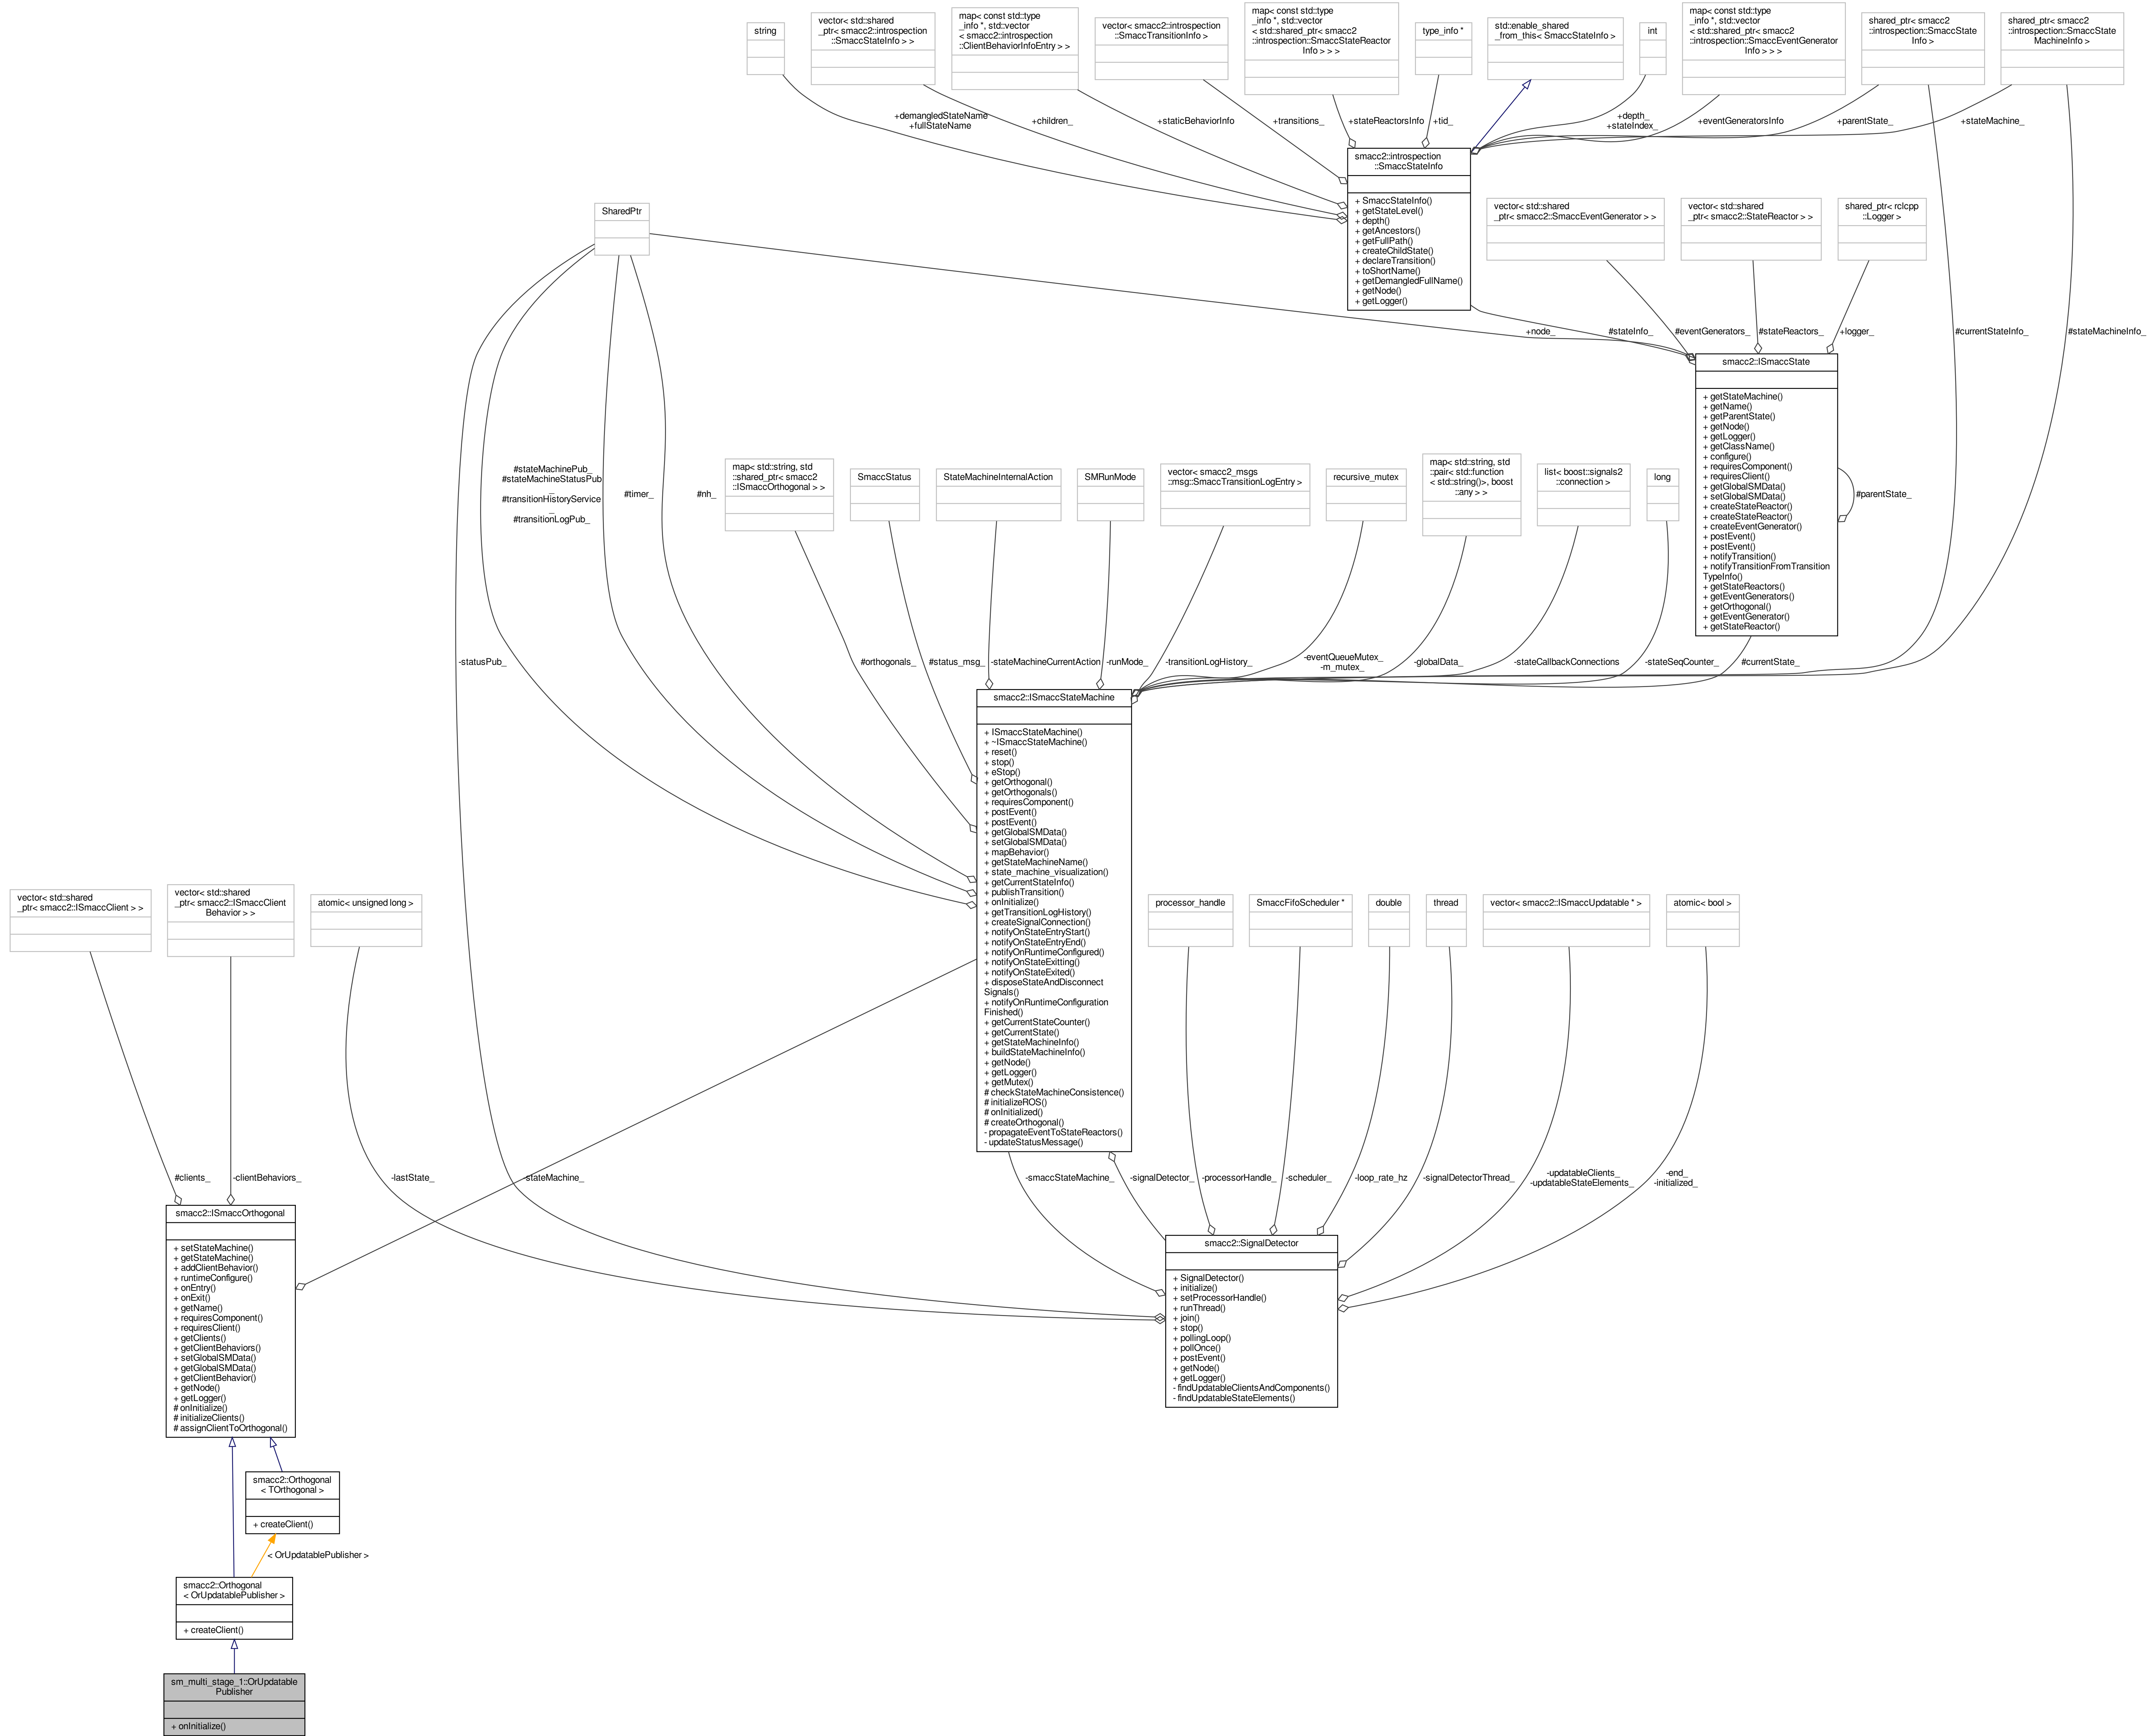 string
vector< std::shared
_ptr< smacc2::introspection
::SmaccStateInfo > >
map< const std::type
_info *, std::vector
< smacc2::introspection
::ClientBehaviorInfoEntry > >
vector< smacc2::introspection
::SmaccTransitionInfo >
map< const std::type
_info *, std::vector
< std::shared_ptr< smacc2
::introspection::SmaccStateReactor
Info > > >
type_info *
std::enable_shared
_from_this< SmaccStateInfo >
int
map< const std::type
_info *, std::vector
< std::shared_ptr< smacc2
::introspection::SmaccEventGenerator
Info > > >
shared_ptr< smacc2
::introspection::SmaccState
Info >
shared_ptr< smacc2
::introspection::SmaccState
MachineInfo >
+demangledStateName
+fullStateName
+children_
+staticBehaviorInfo
+transitions_
+stateReactorsInfo
+tid_
+depth_
+stateIndex_
+eventGeneratorsInfo
+parentState_
+stateMachine_
smacc2::introspection
::SmaccStateInfo
+ SmaccStateInfo()
+ getStateLevel()
+ depth()
+ getAncestors()
+ getFullPath()
+ createChildState()
+ declareTransition()
+ toShortName()
+ getDemangledFullName()
+ getNode()
+ getLogger()
SharedPtr
vector< std::shared
_ptr< smacc2::SmaccEventGenerator > >
vector< std::shared
_ptr< smacc2::StateReactor > >
shared_ptr< rclcpp
::Logger >
+node_
#stateInfo_
#eventGenerators_
#stateReactors_
+logger_
#currentStateInfo_
#stateMachineInfo_
smacc2::ISmaccState
+ getStateMachine()
+ getName()
+ getParentState()
+ getNode()
+ getLogger()
+ getClassName()
+ configure()
+ requiresComponent()
+ requiresClient()
+ getGlobalSMData()
+ setGlobalSMData()
+ createStateReactor()
+ createStateReactor()
+ createEventGenerator()
+ postEvent()
+ postEvent()
+ notifyTransition()
+ notifyTransitionFromTransition
TypeInfo()
+ getStateReactors()
+ getEventGenerators()
+ getOrthogonal()
+ getEventGenerator()
+ getStateReactor()
#parentState_
#stateMachinePub_
#stateMachineStatusPub
_
#transitionHistoryService
_
#transitionLogPub_
#timer_
#nh_
map< std::string, std
::shared_ptr< smacc2
::ISmaccOrthogonal > >
SmaccStatus
StateMachineInternalAction
SMRunMode
vector< smacc2_msgs
::msg::SmaccTransitionLogEntry >
recursive_mutex
map< std::string, std
::pair< std::function
< std::string()>, boost
::any > >
list< boost::signals2
::connection >
long
-statusPub_
#orthogonals_
#status_msg_
-stateMachineCurrentAction
-runMode_
-transitionLogHistory_
-eventQueueMutex_
-m_mutex_
-globalData_
-stateCallbackConnections
-stateSeqCounter_
#currentState_
smacc2::ISmaccStateMachine
+ ISmaccStateMachine()
+ ~ISmaccStateMachine()
+ reset()
+ stop()
+ eStop()
+ getOrthogonal()
+ getOrthogonals()
+ requiresComponent()
+ postEvent()
+ postEvent()
+ getGlobalSMData()
+ setGlobalSMData()
+ mapBehavior()
+ getStateMachineName()
+ state_machine_visualization()
+ getCurrentStateInfo()
+ publishTransition()
+ onInitialize()
+ getTransitionLogHistory()
+ createSignalConnection()
+ notifyOnStateEntryStart()
+ notifyOnStateEntryEnd()
+ notifyOnRuntimeConfigured()
+ notifyOnStateExitting()
+ notifyOnStateExited()
+ disposeStateAndDisconnect
Signals()
+ notifyOnRuntimeConfiguration
Finished()
+ getCurrentStateCounter()
+ getCurrentState()
+ getStateMachineInfo()
+ buildStateMachineInfo()
+ getNode()
+ getLogger()
+ getMutex()
# checkStateMachineConsistence()
# initializeROS()
# onInitialized()
# createOrthogonal()
- propagateEventToStateReactors()
- updateStatusMessage()
vector< std::shared
_ptr< smacc2::ISmaccClient > >
vector< std::shared
_ptr< smacc2::ISmaccClient
Behavior > >
atomic< unsigned long >
processor_handle
SmaccFifoScheduler *
double
thread
vector< smacc2::ISmaccUpdatable * >
atomic< bool >
#clients_
-clientBehaviors_
-lastState_
-stateMachine_
-smaccStateMachine_
-signalDetector_
-processorHandle_
-scheduler_
-loop_rate_hz
-signalDetectorThread_
-updatableClients_
-updatableStateElements_
-end_
-initialized_
smacc2::ISmaccOrthogonal
+ setStateMachine()
+ getStateMachine()
+ addClientBehavior()
+ runtimeConfigure()
+ onEntry()
+ onExit()
+ getName()
+ requiresComponent()
+ requiresClient()
+ getClients()
+ getClientBehaviors()
+ setGlobalSMData()
+ getGlobalSMData()
+ getClientBehavior()
+ getNode()
+ getLogger()
# onInitialize()
# initializeClients()
# assignClientToOrthogonal()
smacc2::SignalDetector
+ SignalDetector()
+ initialize()
+ setProcessorHandle()
+ runThread()
+ join()
+ stop()
+ pollingLoop()
+ pollOnce()
+ postEvent()
+ getNode()
+ getLogger()
- findUpdatableClientsAndComponents()
- findUpdatableStateElements()
smacc2::Orthogonal
< TOrthogonal >
+ createClient()
< OrUpdatablePublisher >
smacc2::Orthogonal
< OrUpdatablePublisher >
+ createClient()
sm_multi_stage_1::OrUpdatable
Publisher
+ onInitialize()